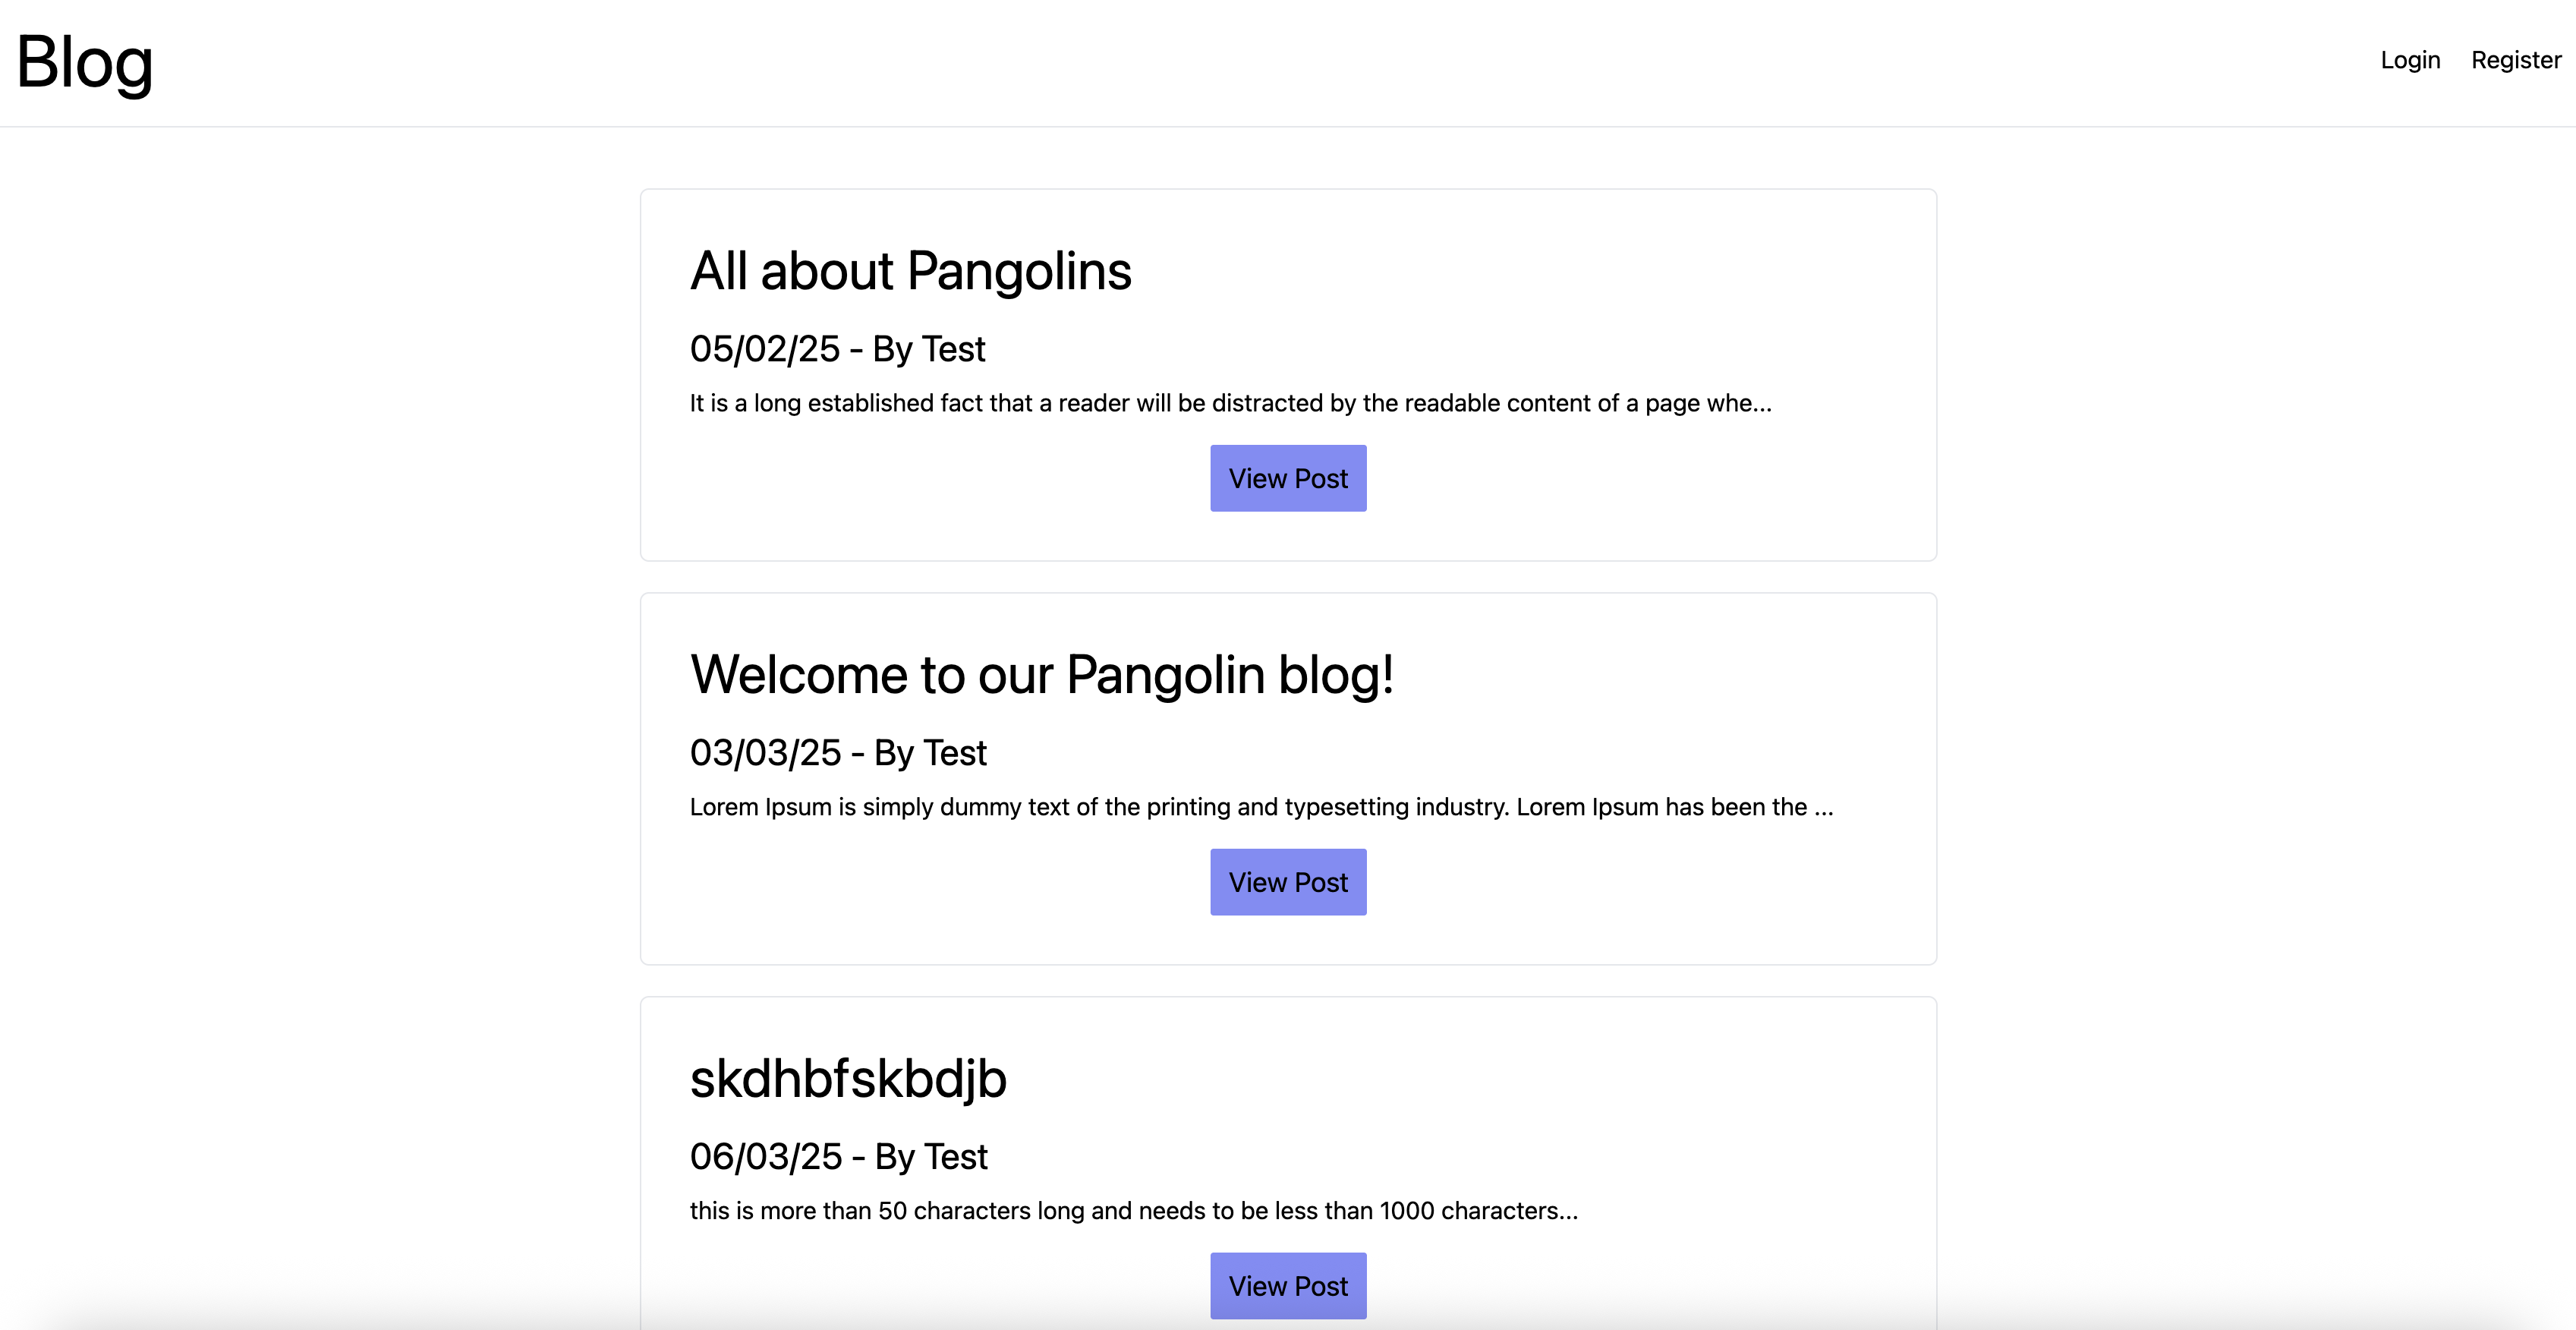 Blog
Login Register
All about Pangolins
05/02/25 - By Test
It is a long established fact that a reader will be distracted by the readable content of a page whe...
View Post
Welcome to our Pangolin blog!
03/03/25 - By Test
Lorem Ipsum is simply dummy text of the printing and typesetting industry. Lorem Ipsum has been the ...
View Post
skdhbfskbdjb
06/03/25 - By Test
this is more than 50 characters long and needs to be less than 1000 characters...
View Post